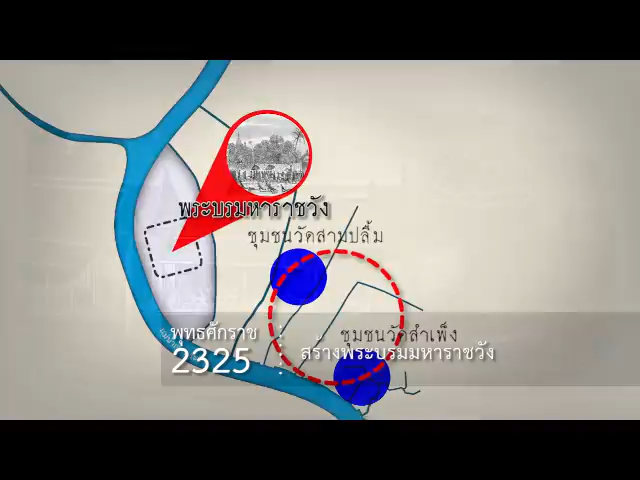 พระบรมหาราชวัง
ชุมชนวัดสามปลื้ม
ชุมชนวัดสำเพ็ง
พุทธศักราช
2325
สร้างพระบรมมหาราชวัง